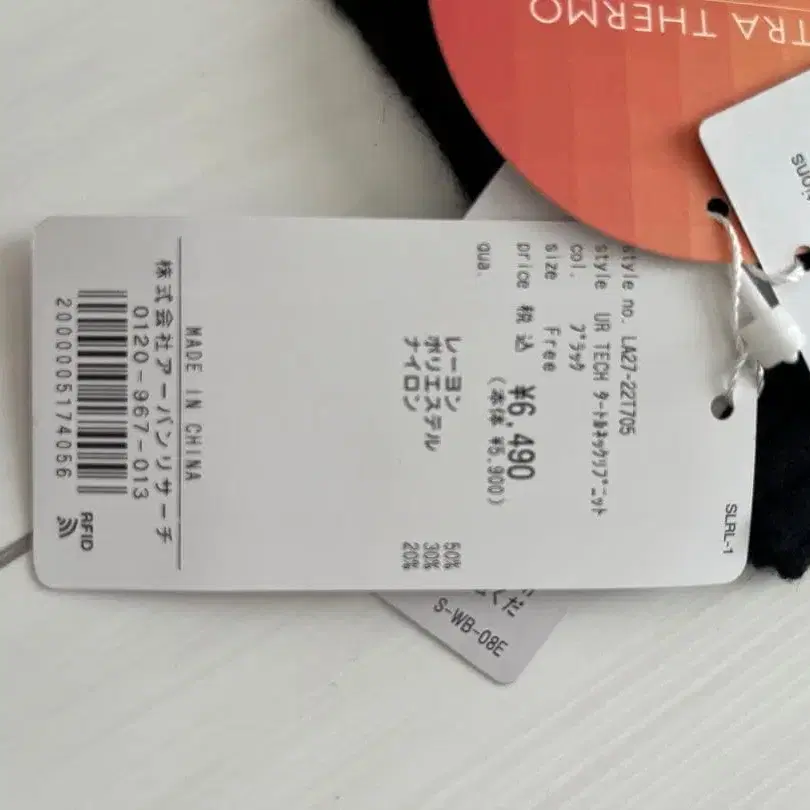 style no. LA27-22T705
style UR TECH タートルネックリブニット
col. ブラック
size Free
price 税込 ¥6,490
(本体 ¥5,900)
qua.
レーヨン 50%
ポリエステル 30%
ナイロン 20%
MADE IN CHINA
株式会社アーバンリサーチ
0120-967-013
2000005174056
RFID
SLRL-1
TRA THERMO
くだ
S-WB-08E
ions